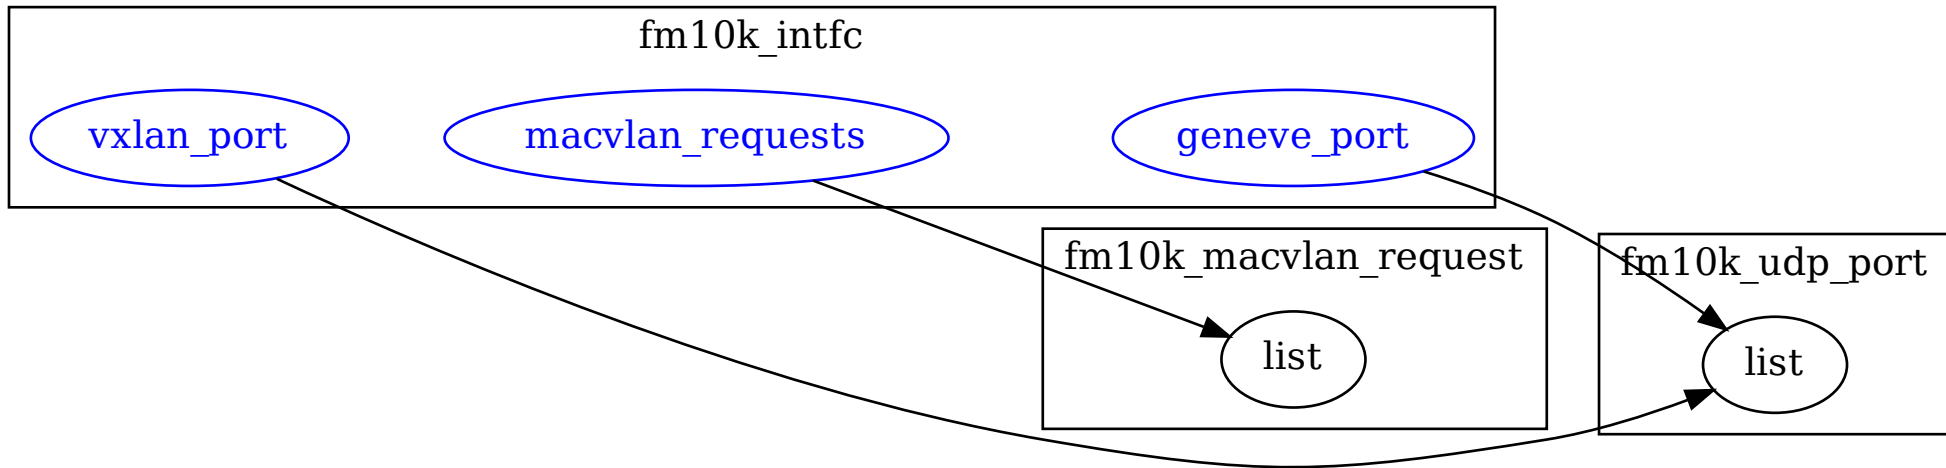 fm10k_intfc
vxlan_port
macvlan_requests
geneve_port
fm10k_macvlan_request
fm10k_udp_port
list
list